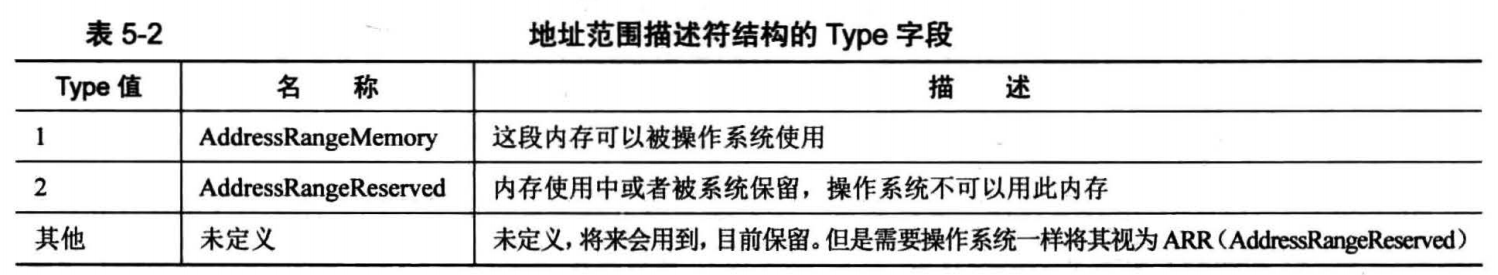 表 5-2 地址范围描述符结构的 Type 字段
Type 值 名 称 描 述
1 AddressRangeMemory 这段内存可以被操作系统使用
2 AddressRangeReserved 内存使用中或者被系统保留，操作系统不可以用此内存
其他 未定义 未定义，将来会用到，目前保留。但是需要操作系统一样将其视为 ARR（AddressRangeReserved）